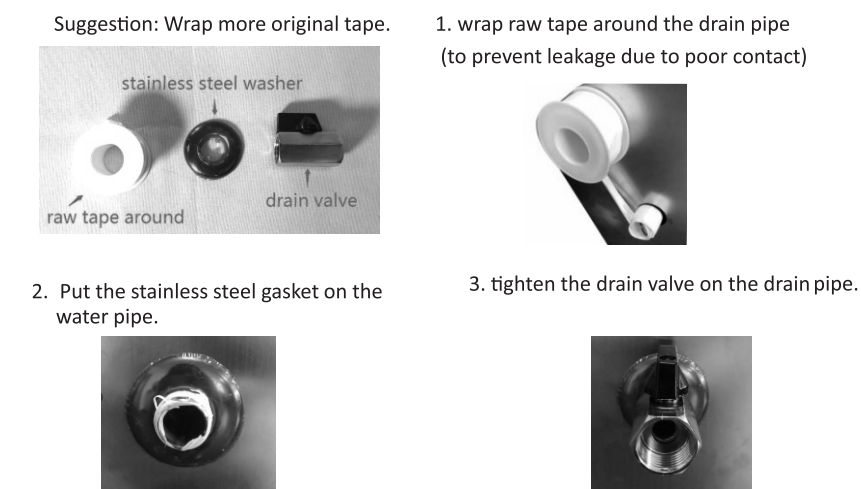 Suggestion: Wrap more original tape.
stainless steel washer
drain valve
raw tape around
1. wrap raw tape around the drain pipe
(to prevent leakage due to poor contact)
2. Put the stainless steel gasket on the
water pipe.
3. tighten the drain valve on the drain pipe.